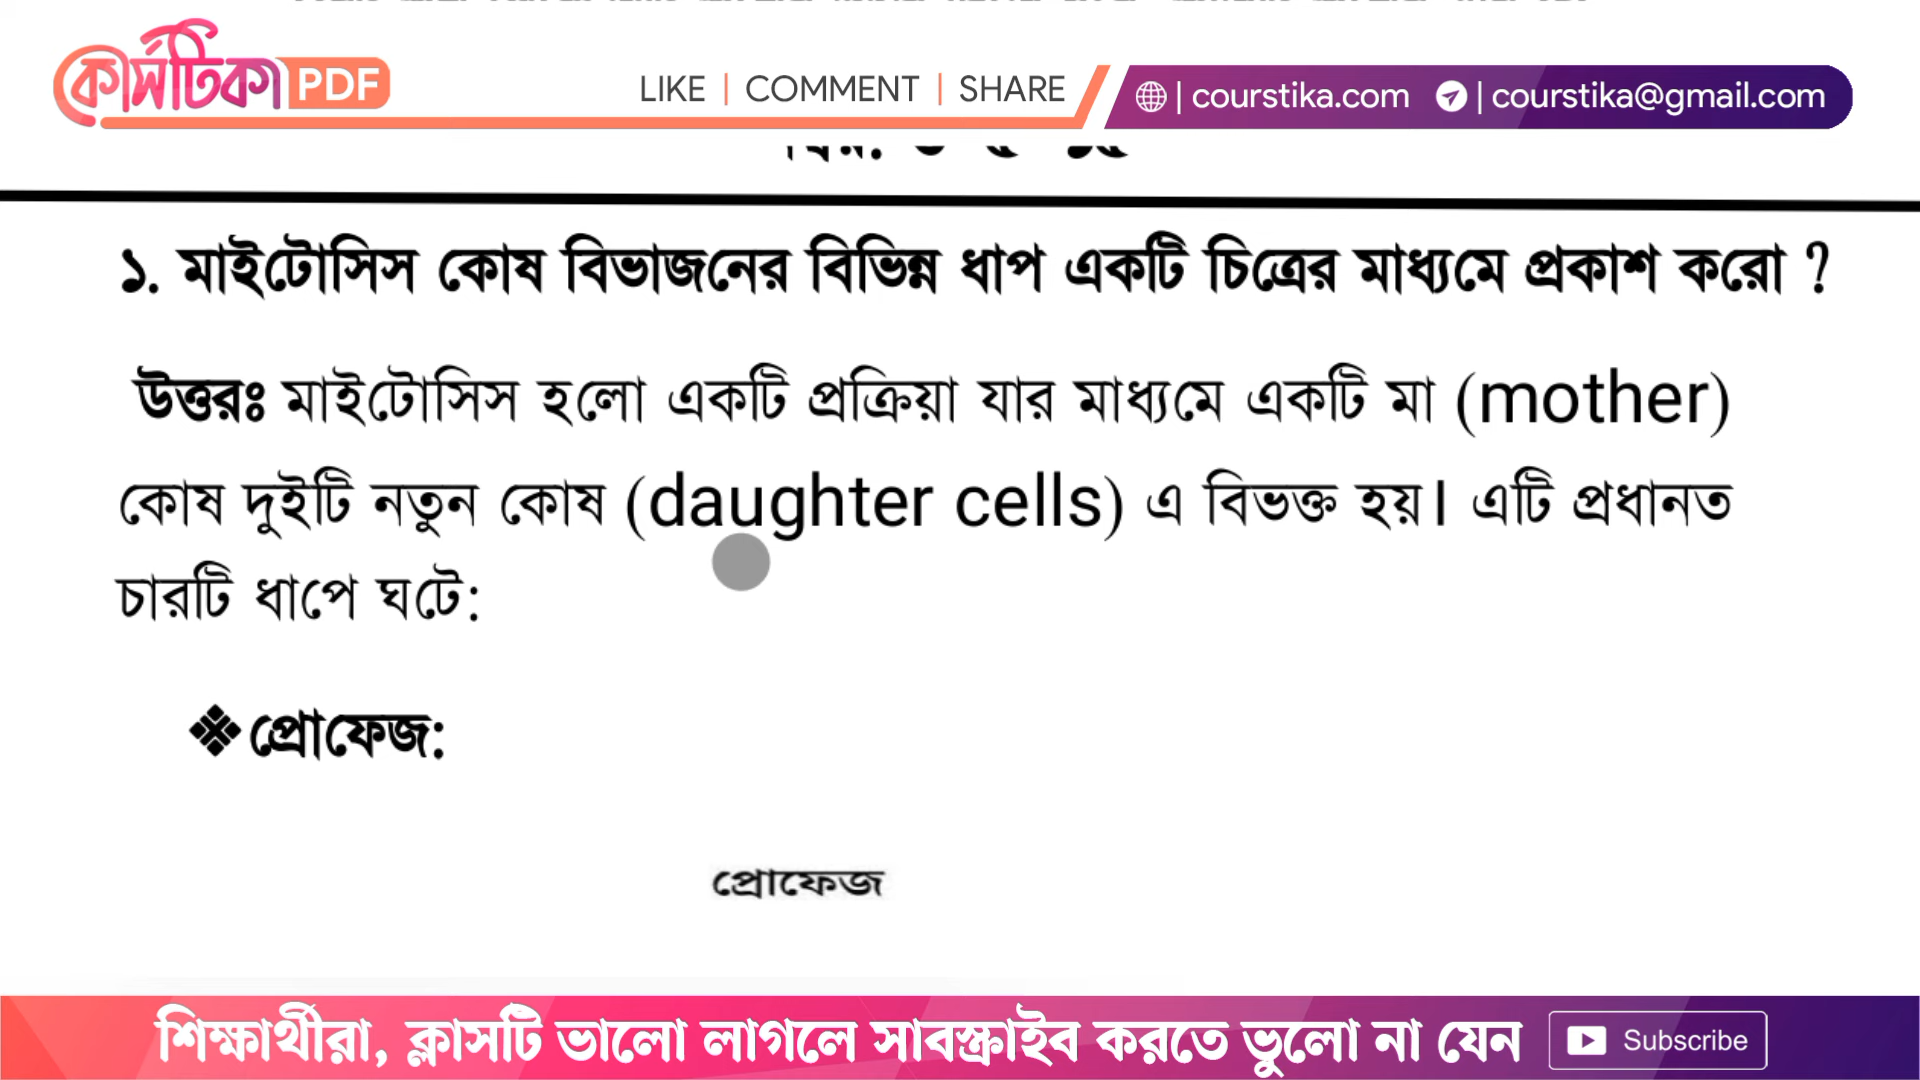 কোর্সটিকা PDF
LIKE | COMMENT | SHARE
| courstika.com | courstika@gmail.com
১. মাইটোসিস কোষ বিভাজনের বিভিন্ন ধাপ একটি চিত্রের মাধ্যমে প্রকাশ করো ?
উত্তরঃ মাইটোসিস হলো একটি প্রক্রিয়া যার মাধ্যমে একটি মা (mother)
কোষ দুইটি নতুন কোষ (daughter cells) এ বিভক্ত হয়। এটি প্রধানত
চারটি ধাপে ঘটে:
❖ প্রোফেজ:
প্রোফেজ
শিক্ষার্থীরা, ক্লাসটি ভালো লাগলে সাবস্ক্রাইব করতে ভুলো না যেন
Subscribe